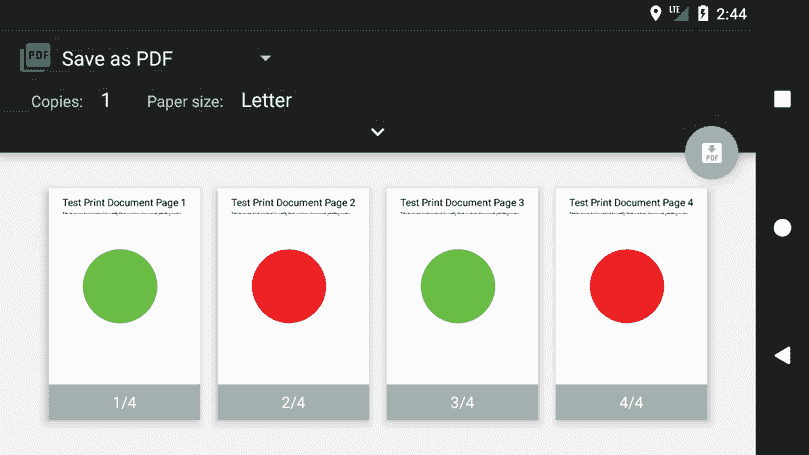 LTE 2:44
PDF Save as PDF
Copies: 1 Paper size: Letter
PDF
Test Print Document Page 1
Test Print Document Page 2
Test Print Document Page 3
Test Print Document Page 4
1/4
2/4
3/4
4/4